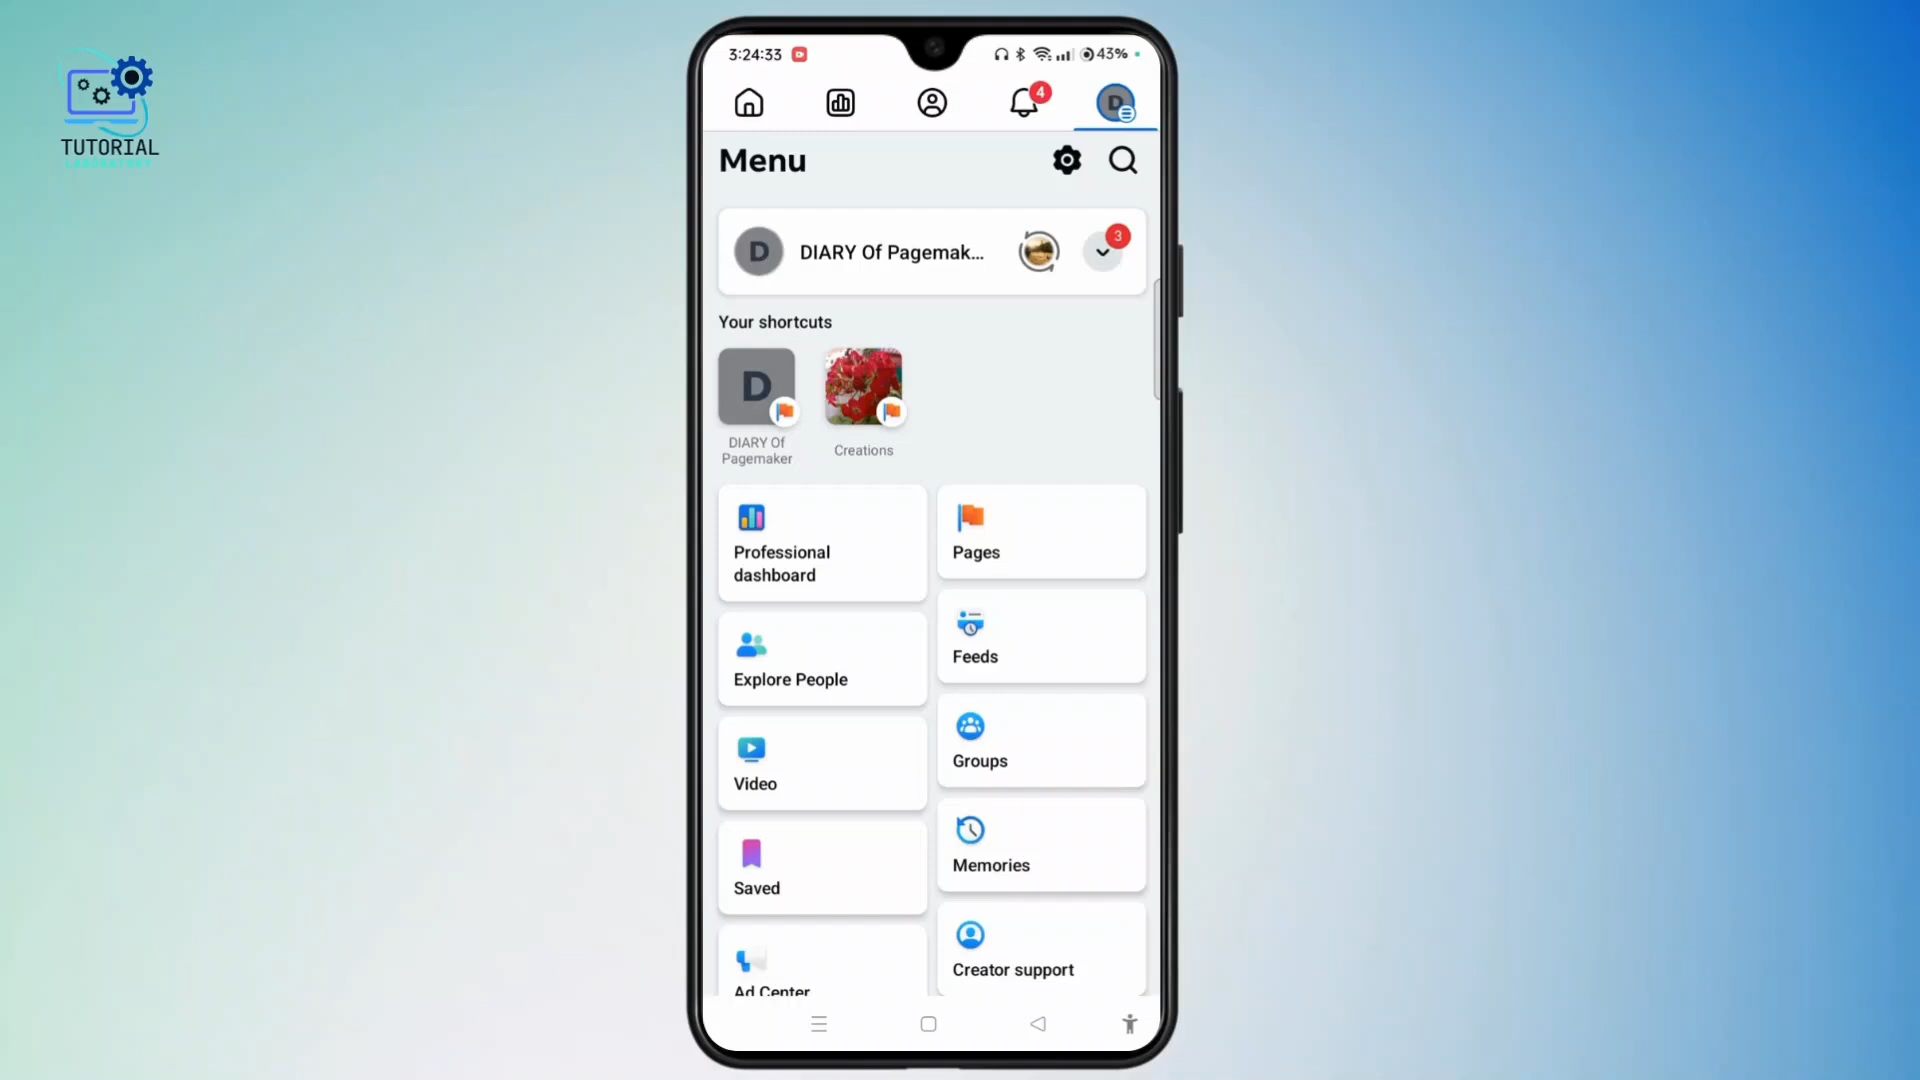 TUTORIAL
LABORATORY
3:24:33
43%
4
D
Menu
D
DIARY Of Pagemak...
3
Your shortcuts
D
DIARY Of
Pagemaker
Creations
Professional
dashboard
Pages
Explore People
Feeds
Video
Groups
Saved
Memories
Ad Center
Creator support